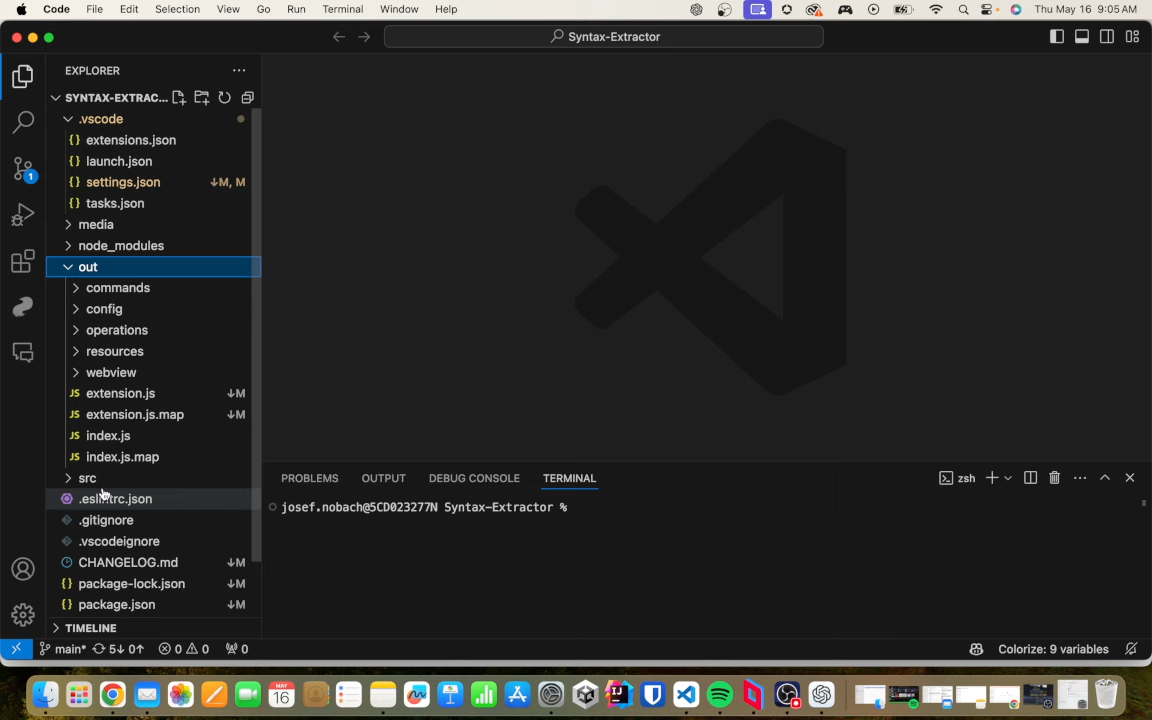 Code File Edit Selection View Go Run Terminal Window Help Thu May 16 9:05 AM
Syntax-Extractor
EXPLORER
SYNTAX-EXTRAC...
.vscode
extensions.json
launch.json
settings.json ↓M, M
tasks.json
media
node_modules
out
commands
config
operations
resources
webview
extension.js ↓M
extension.js.map ↓M
index.js
index.js.map
src
.eslintrc.json
.gitignore
.vscodeignore
CHANGELOG.md ↓M
package-lock.json ↓M
package.json ↓M
TIMELINE
1
PROBLEMS OUTPUT DEBUG CONSOLE TERMINAL zsh
josef.nobach@5CD023277N Syntax-Extractor %
main* 5↓ 0↑ 0 0 0 Colorize: 9 variables
MAY
16